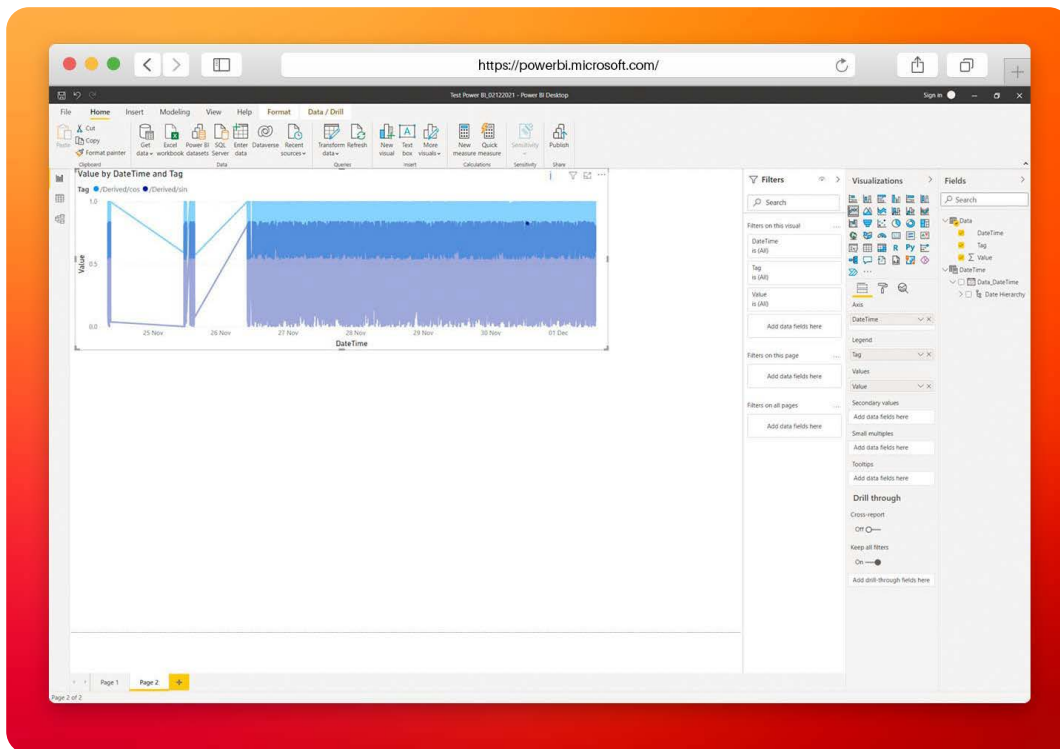 https://powerbi.microsoft.com/
Test Power BI_02122021 - Power BI Desktop
Sign in
File Home Insert Modeling View Help Format Data / Drill
Paste
Cut
Copy
Format painter
Clipboard
Get data
Excel workbook
Power BI datasets
SQL Server
Enter data
Dataverse
Recent sources
Data
Transform data
Refresh
Queries
New visual
Text box
More visuals
Insert
New measure
Quick measure
Calculations
Sensitivity
Sensitivity
Publish
Share
Value by DateTime and Tag
Tag /Derived/cos /Derived/sin
1.0
0.5
0.0
Value
25 Nov 26 Nov 27 Nov 28 Nov 29 Nov 30 Nov 01 Dec
DateTime
Filters
Search
Filters on this visual ...
DateTime
is (All)
Tag
is (All)
Value
is (All)
Add data fields here
Filters on this page ...
Add data fields here
Filters on all pages ...
Add data fields here
Visualizations
R Py
...
Axis
DateTime
Legend
Tag
Values
Value
Secondary values
Add data fields here
Small multiples
Add data fields here
Tooltips
Add data fields here
Drill through
Cross-report
Off
Keep all filters
On
Add drill-through fields here
Fields
Search
Data
DateTime
Tag
Σ Value
DateTime
Data_DateTime
Date Hierarchy
Page 1 Page 2 +
Page 2 of 2